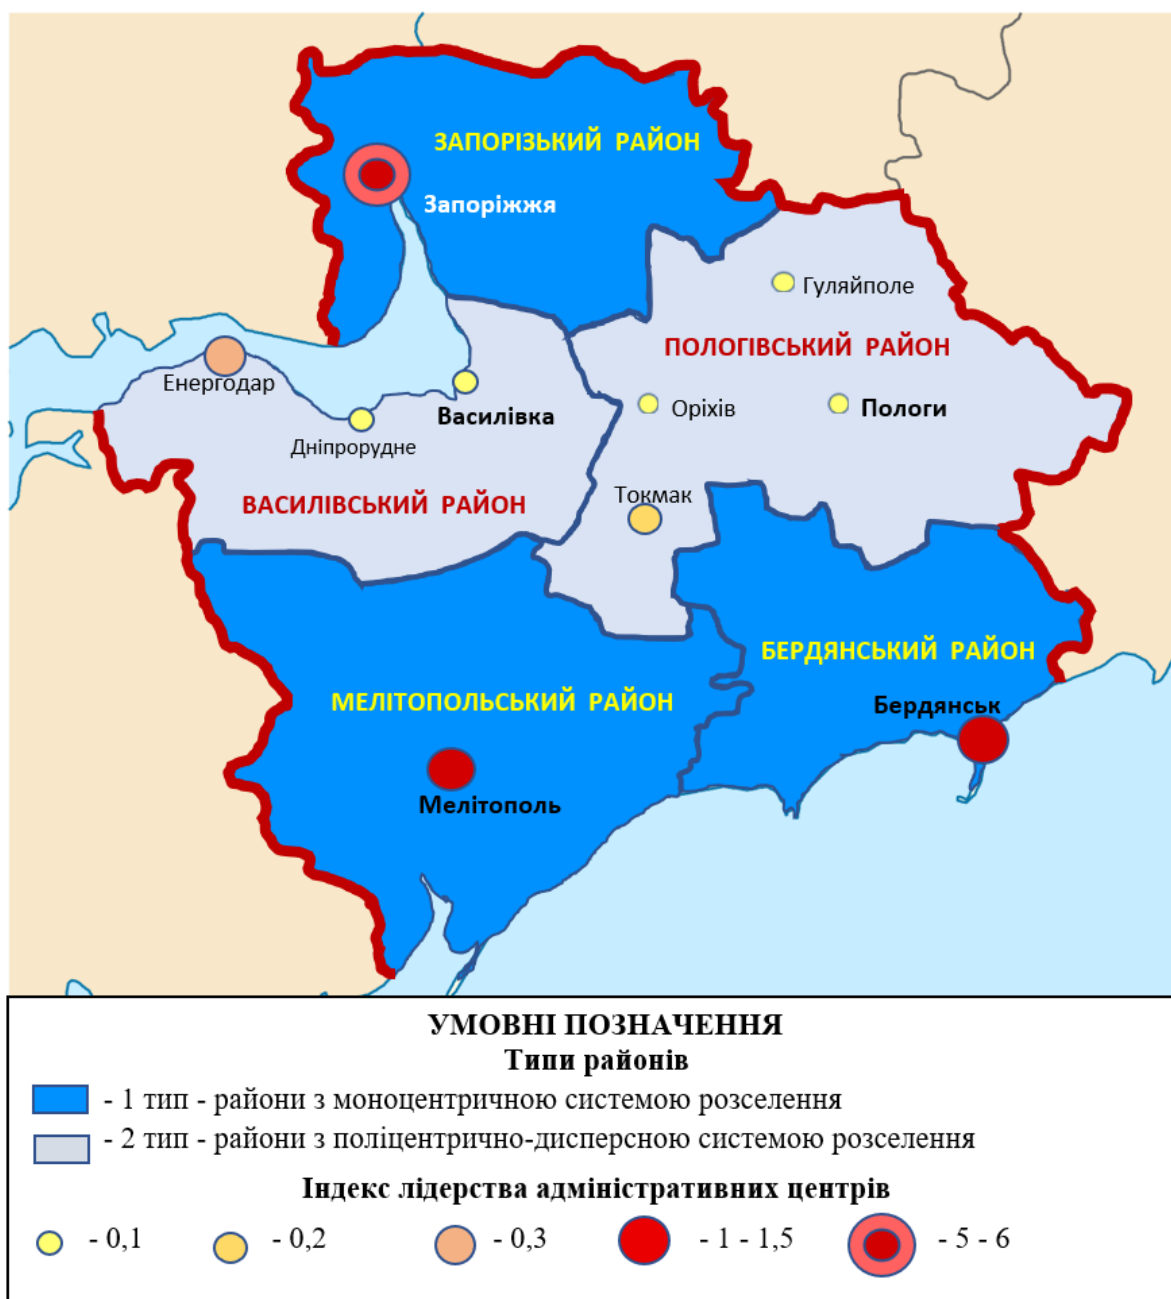 ЗАПОРІЗЬКИЙ РАЙОН
Запоріжжя
Гуляйполе
ПОЛОГІВСЬКИЙ РАЙОН
Енергодар
Василівка
Оріхів
Пологи
Дніпрорудне
ВАСИЛІВСЬКИЙ РАЙОН
Токмак
БЕРДЯНСЬКИЙ РАЙОН
МЕЛІТОПОЛЬСЬКИЙ РАЙОН
Бердянськ
Мелітополь
УМОВНІ ПОЗНАЧЕННЯ
Типи районів
- 1 тип - райони з моноцентричною системою розселення
- 2 тип - райони з поліцентрично-дисперсною системою розселення
Індекс лідерства адміністративних центрів
- 0,1 - 0,2 - 0,3 - 1 - 1,5 - 5 - 6